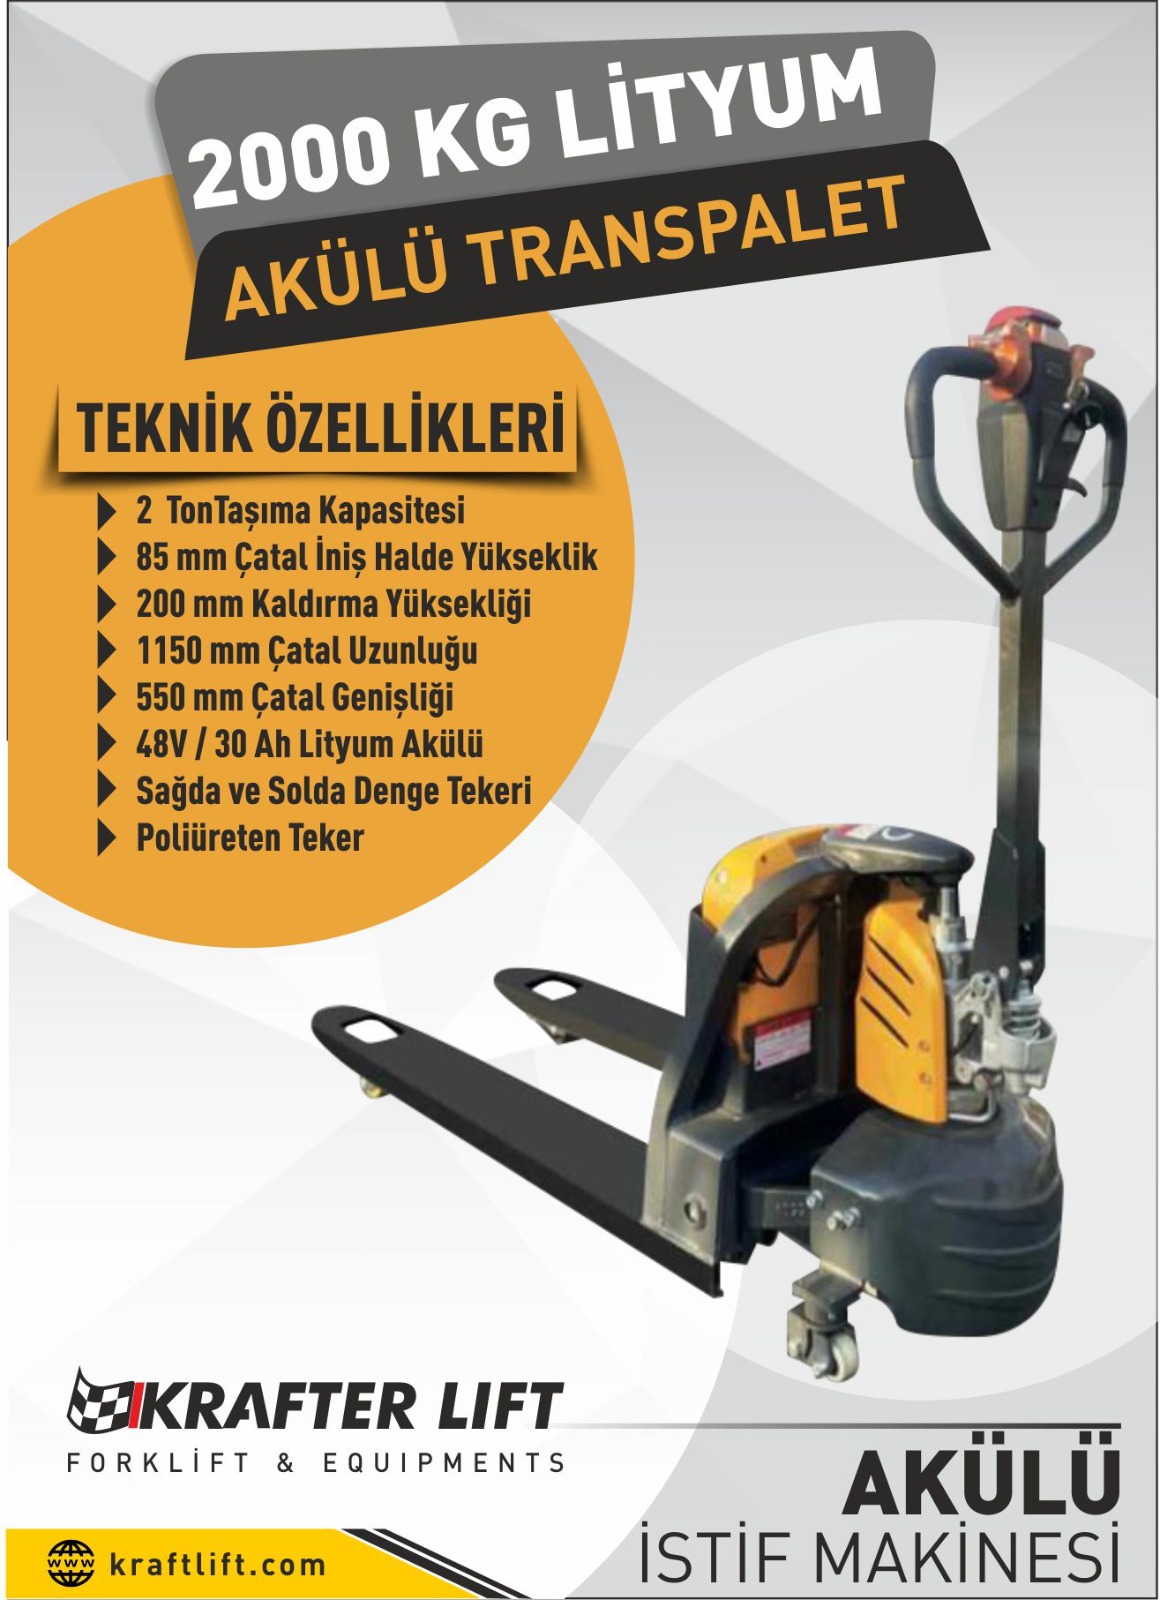 2000 KG LİTYUM
AKÜLÜ TRANSPALET
TEKNİK ÖZELLİKLERİ
2 TonTaşıma Kapasitesi
85 mm Çatal İniş Halde Yükseklik
200 mm Kaldırma Yüksekliği
1150 mm Çatal Uzunluğu
550 mm Çatal Genişliği
48V / 30 Ah Lityum Akülü
Sağda ve Solda Denge Tekeri
Poliüreten Teker
KRAFTER LIFT
FORKLİFT & EQUIPMENTS
AKÜLÜ
İSTİF MAKİNESİ
www
kraftlift.com